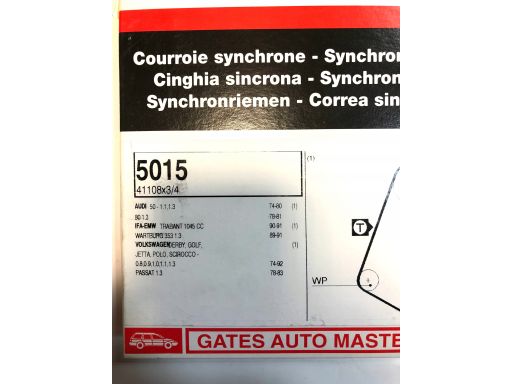 Courroie synchrone - Synchron
Cinghia sincrona - Synchron
Synchronriemen - Correa sin
5015
41108x3/4
(1)
AUDI 50 - 1.1,1.3 74-80 (1)
80 1.3 78-81
IFA-EMW TRABANT 1045 CC 90-91 (1)
WARTBURG 353 1.3 89-91
VOLKSWAGEN DERBY, GOLF, (1)
JETTA, POLO, SCIROCCO -
0.8,0.9,1.0,1.1,1.3 74-92
PASSAT 1.3 78-83
T
WP
GATES AUTO MASTE